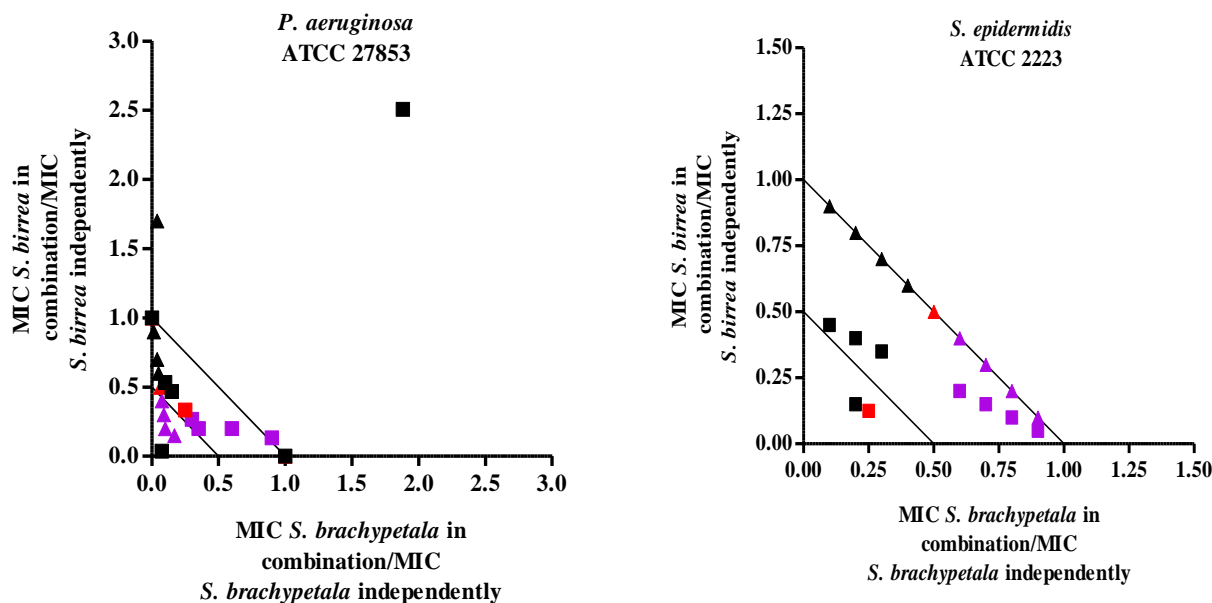 P. aeruginosa
ATCC 27853
3.0
2.5
2.0
1.5
1.0
0.5
0.0
0.0
0.5
1.0
1.5
2.0
2.5
3.0
MIC S. birrea in
combination/MIC
S. birrea independently
MIC S. brachypetala in
combination/MIC
S. brachypetala independently
S. epidermidis
ATCC 2223
1.50
1.25
1.00
0.75
0.50
0.25
0.00
0.00
0.25
0.50
0.75
1.00
1.25
1.50
MIC S. birrea in
combination/MIC
S. birrea independently
MIC S. brachypetala in
combination/MIC
S. brachypetala independently